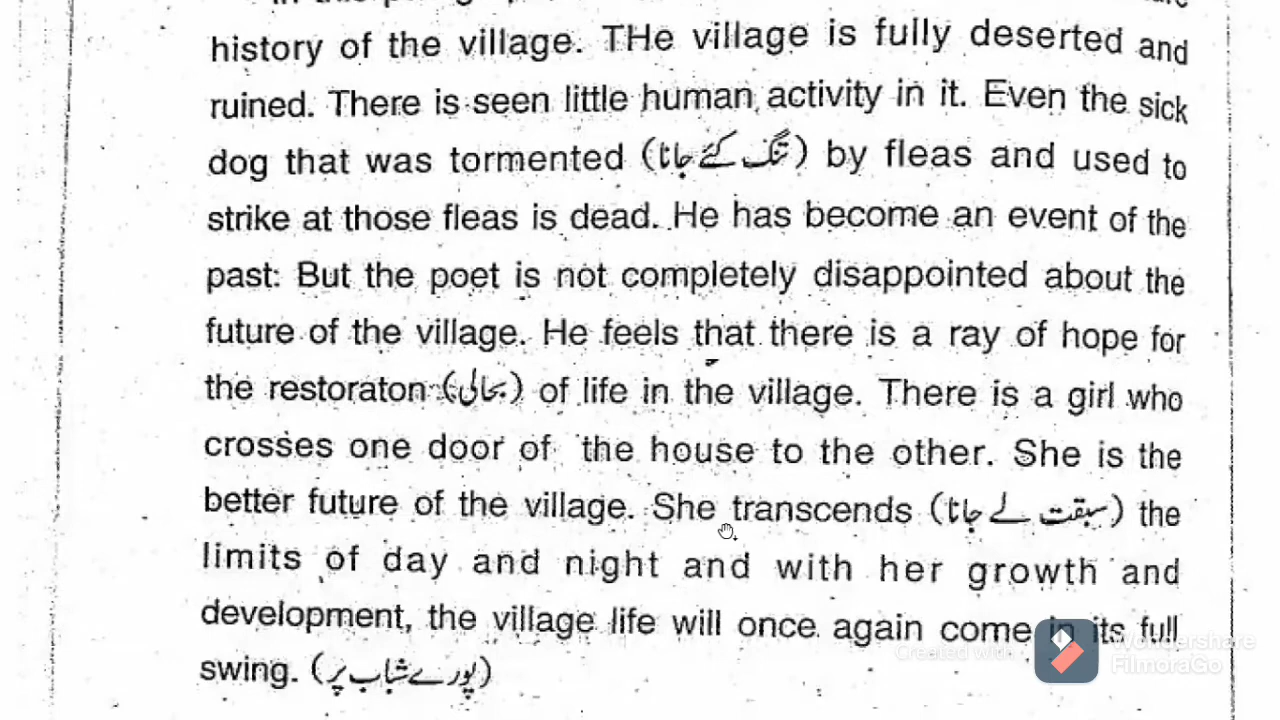 history of the village. THe village is fully deserted and
ruined. There is seen little human activity in it. Even the sick
dog that was tormented (تنگ کئے جانا) by fleas and used to
strike at those fleas is dead. He has become an event of the
past: But the poet is not completely disappointed about the
future of the village. He feels that there is a ray of hope for
the restoraton (بحالی) of life in the village. There is a girl who
crosses one door of the house to the other. She is the
better future of the village. She transcends (سبقت لے جانا) the
limits of day and night and with her growth and
development, the village life will once again come in its full
swing. (پورے شباب پر)
Created with
Wondershare
FilmoraGo